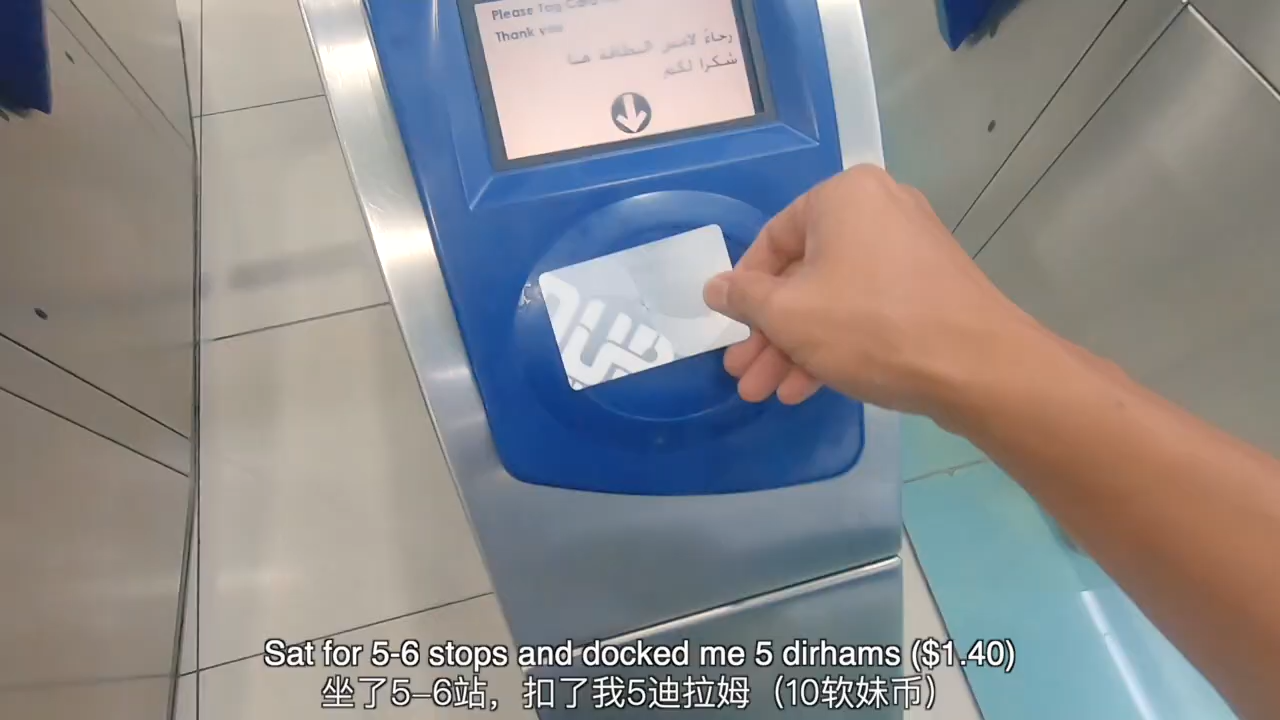 Please Tag Card
Thank you
رجاءً لامس البطاقة هنا
شكرا لكم
Sat for 5-6 stops and docked me 5 dirhams ($1.40)
坐了5–6站，扣了我5迪拉姆（10软妹币）